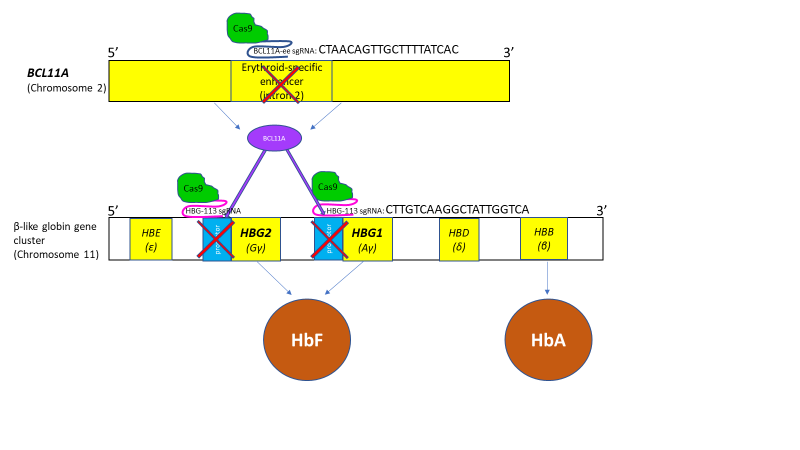 Cas9
BCL11A-ee sgRNA: CTAACAGTTGCTTTTATCAC
5’
3’
BCL11A
(Chromosome 2)
Erythroid-specific
enhancer
(intron 2)
BCL11A
Cas9
Cas9
HBG-113 sgRNA
HBG-113 sgRNA: CTTGTCAAGGCTATTGGTCA
5’
3’
β-like globin gene
cluster
(Chromosome 11)
HBE
(ε)
promotor
HBG2
(Gγ)
promotor
HBG1
(Aγ)
HBD
(δ)
HBB
(β)
HbF
HbA